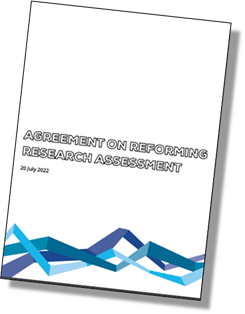 AGREEMENT ON REFORMING
RESEARCH ASSESSMENT
20 July 2022